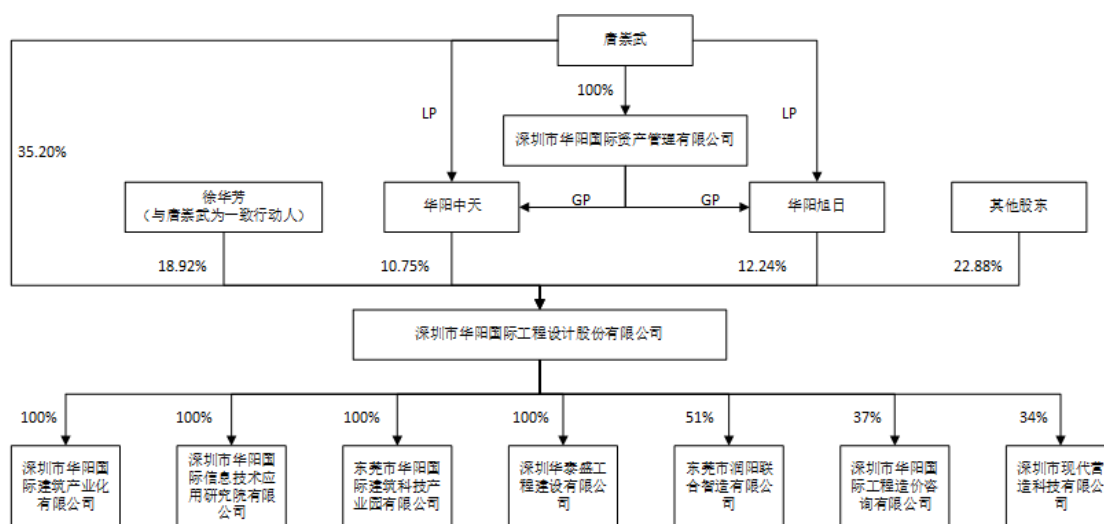 唐崇武
100%
LP
LP
深圳市华阳国际资产管理有限公司
35.20%
徐华芳
（与唐崇武为一致行动人）
华阳中天
GP
GP
华阳旭日
其他股东
18.92%
10.75%
12.24%
22.88%
深圳市华阳国际工程设计股份有限公司
100%
100%
100%
100%
51%
37%
34%
深圳市华阳国
际建筑产业化
有限公司
深圳市华阳国
际信息技术应
用研究院有限
公司
东莞市华阳国
际建筑科技产
业园有限公司
深圳华泰盛工
程建设有限公
司
东莞市润阳联
合智造有限公
司
深圳市华阳国
际工程造价咨
询有限公司
深圳市现代营
造科技有限公
司